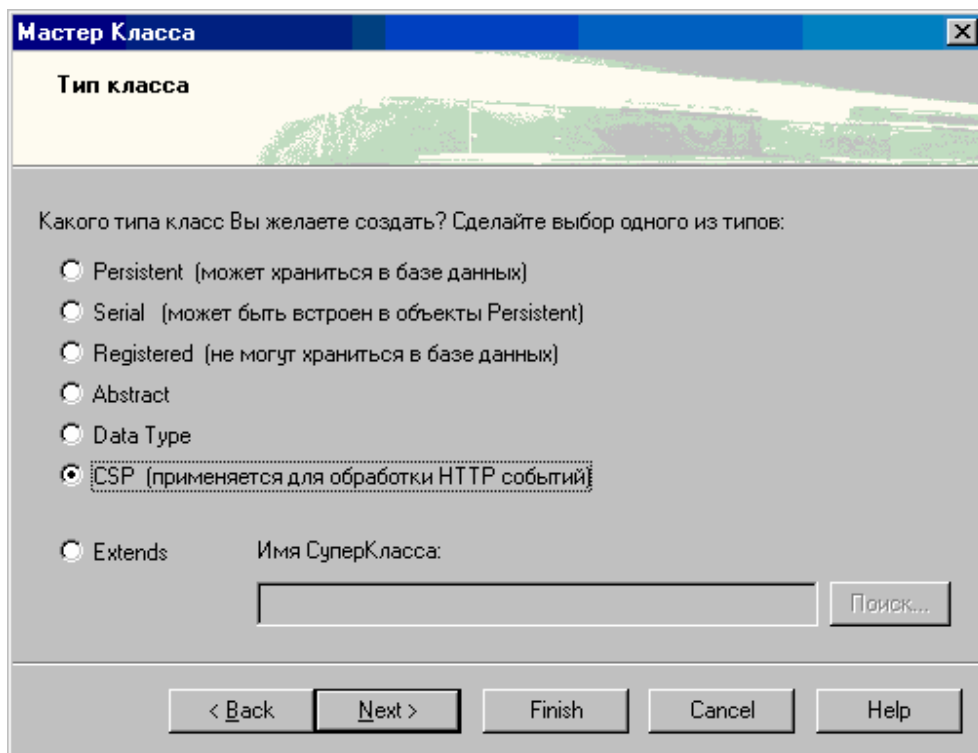 Мастер Класса
Тип класса
Какого типа класс Вы желаете создать? Сделайте выбор одного из типов:
Persistent (может храниться в базе данных)
Serial (может быть встроен в объекты Persistent)
Registered (не могут храниться в базе данных)
Abstract
Data Type
CSP (применяется для обработки HTTP событий)
Extends Имя СуперКласса:
Поиск...
< Back Next > Finish Cancel Help